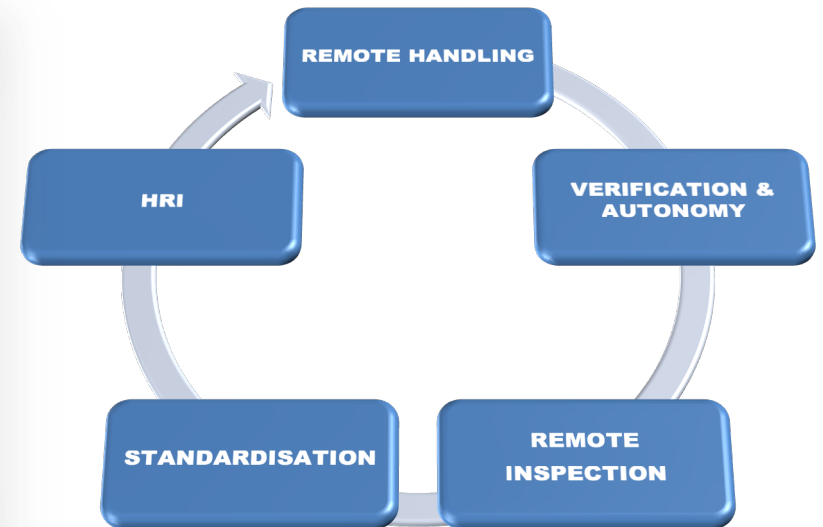 REMOTE HANDLING
VERIFICATION &
AUTONOMY
REMOTE
INSPECTION
STANDARDISATION
HRI